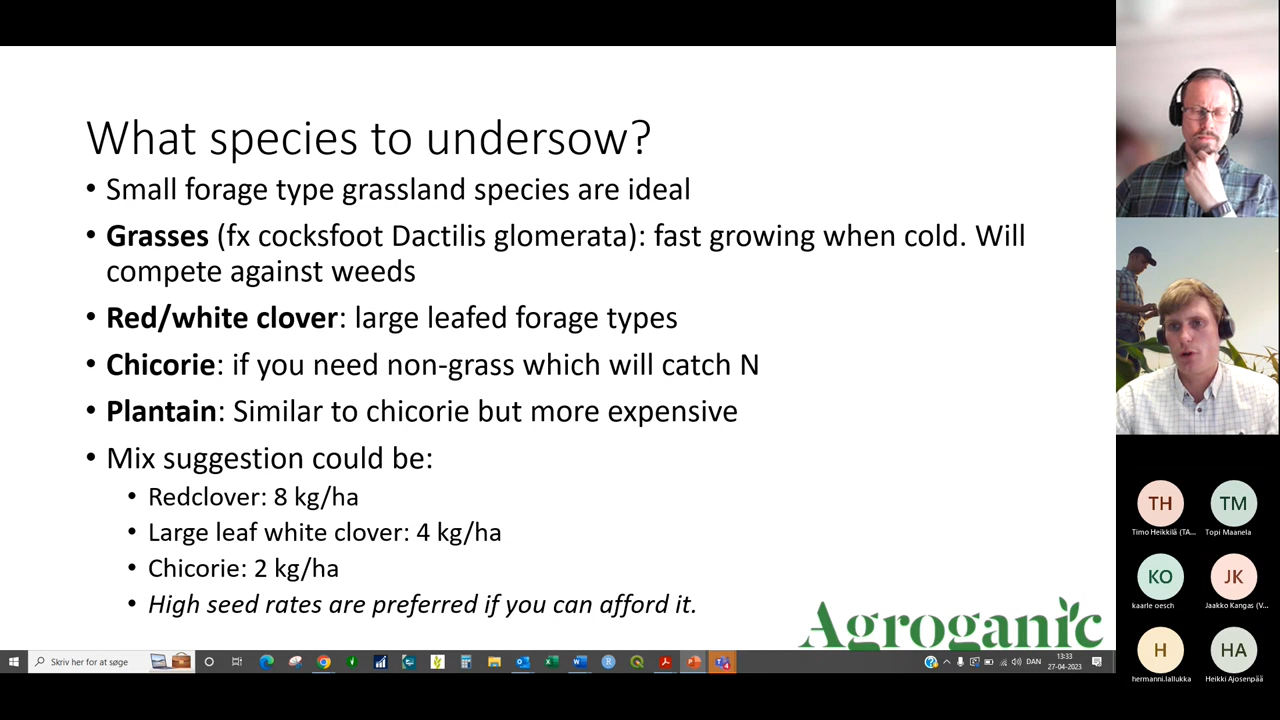 What species to undersow?
• Small forage type grassland species are ideal
• Grasses (fx cocksfoot Dactilis glomerata): fast growing when cold. Will
compete against weeds
• Red/white clover: large leafed forage types
• Chicorie: if you need non-grass which will catch N
• Plantain: Similar to chicorie but more expensive
• Mix suggestion could be:
• Redclover: 8 kg/ha
• Large leaf white clover: 4 kg/ha
• Chicorie: 2 kg/ha
• High seed rates are preferred if you can afford it.
Agroganic
Skriv her for at søge
DAN
13:33
27-04-2023
TH
TM
Timo Heikkilä (TA...
Topi Maanela
KO
JK
kaarle oesch
Jaakko Kangas (V...
H
HA
hermanni.lallukka
Heikki Ajosenpää